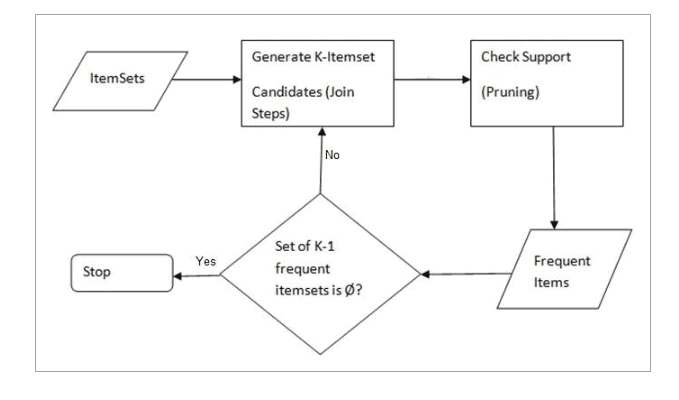 ItemSets
Generate K-Itemset
Candidates (Join
Steps)
Check Support
(Pruning)
No
Set of K-1
frequent
itemsets is Ø?
Yes
Stop
Frequent
Items